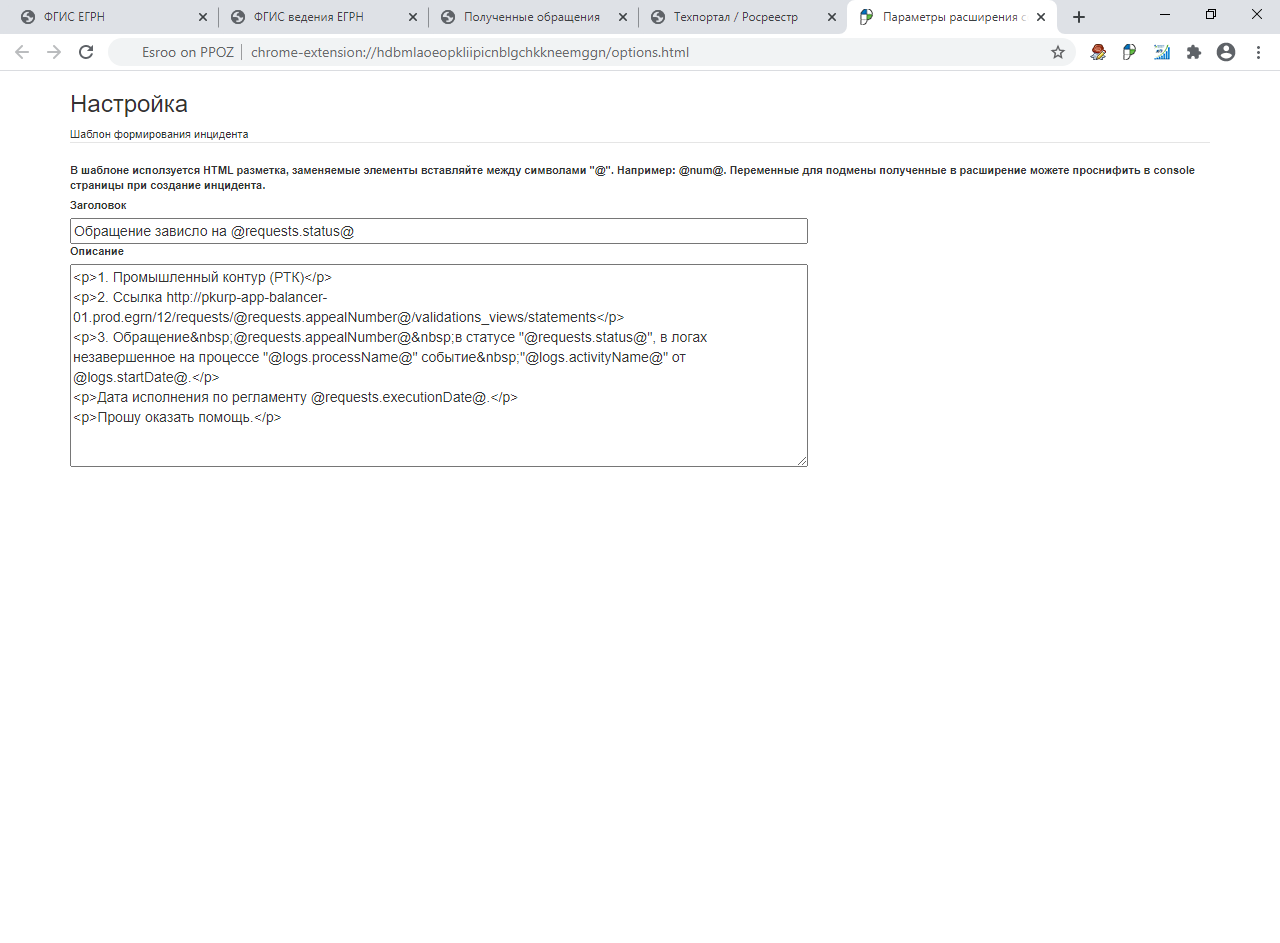 ФГИС ЕГРН
ФГИС ведения ЕГРН
Полученные обращения
Техпортал / Росреестр
Параметры расширения
Esroo on PPOZ
chrome-extension://hdbmlaoeopkliipicnblgchkkneemggn/options.html
Настройка
Шаблон формирования инцидента
В шаблоне исползуется HTML разметка, заменяемые элементы вставляйте между символами "@". Например: @num@. Переменные для подмены полученные в расширение можете проснифить в console
страницы при создание инцидента.
Заголовок
Обращение зависло на @requests.status@
Описание
<p>1. Промышленный контур (РТК)</p>
<p>2. Ссылка http://pkurp-app-balancer-
01.prod.egrn/12/requests/@requests.appealNumber@/validations_views/statements</p>
<p>3. Обращение&nbsp;@requests.appealNumber@&nbsp;в статусе "@requests.status@", в логах
незавершенное на процессе "@logs.processName@" событие&nbsp;"@logs.activityName@" от
@logs.startDate@.</p>
<p>Дата исполнения по регламенту @requests.executionDate@.</p>
<p>Прошу оказать помощь.</p>